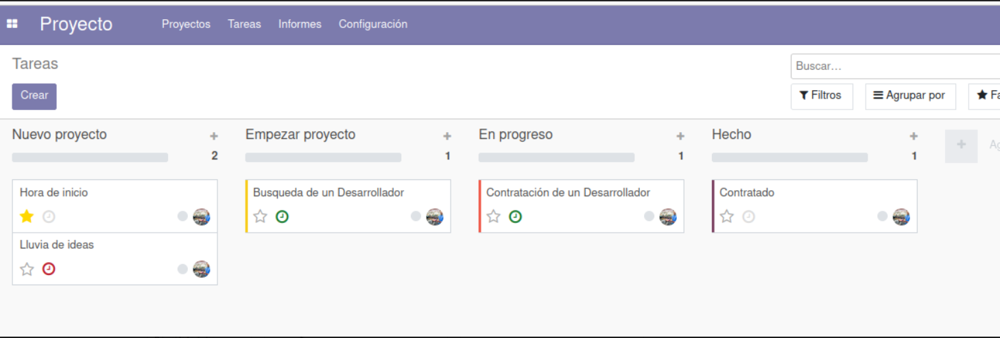 Proyecto Proyectos Tareas Informes Configuración
Tareas
Buscar...
Crear
Filtros Agrupar por Fa
Nuevo proyecto + Empezar proyecto + En progreso + Hecho + + Ag
2 1 1 1
Hora de inicio Busqueda de un Desarrollador Contratación de un Desarrollador Contratado
Lluvia de ideas